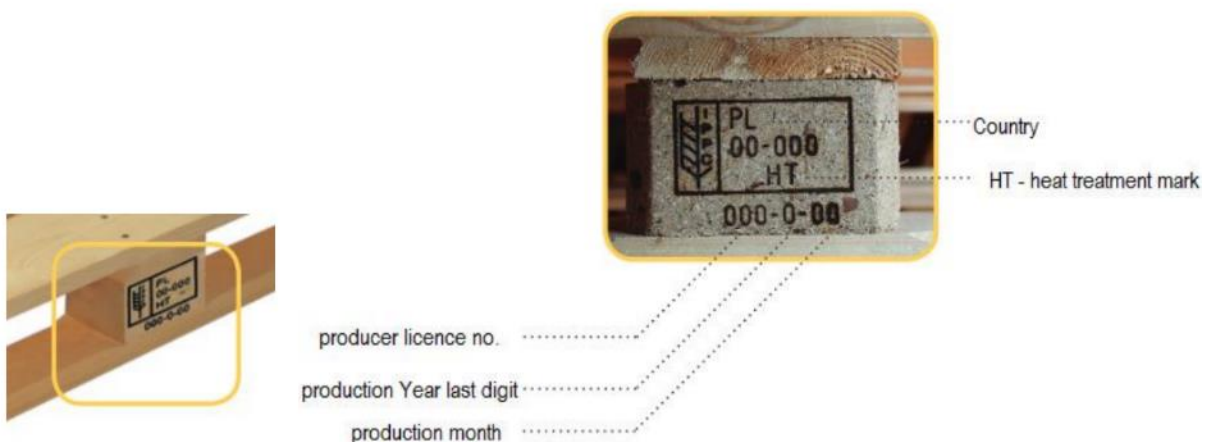 IPPC
PL
00-000
HT
000-0-00
Country
HT - heat treatment mark
PL
00-000
HT -
000-0-00
producer licence no.
production Year last digit
production month